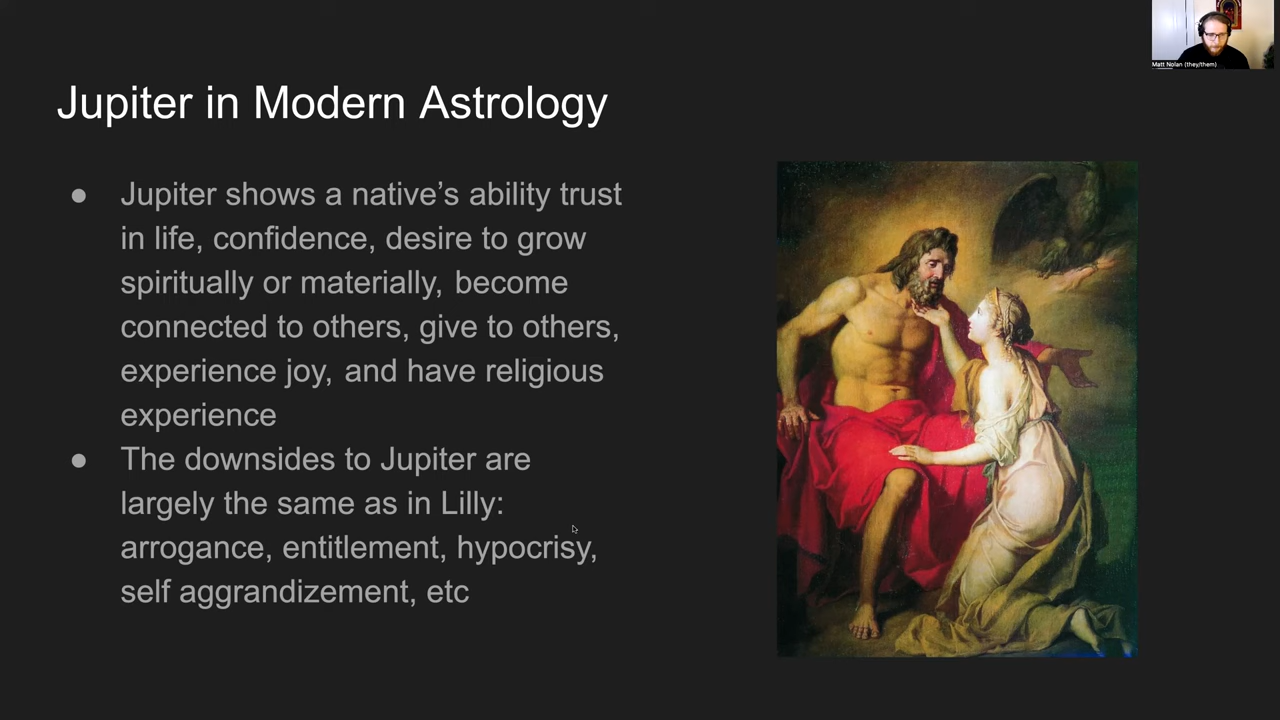 Matt Nolan (they/them)
Jupiter in Modern Astrology
● Jupiter shows a native’s ability trust
in life, confidence, desire to grow
spiritually or materially, become
connected to others, give to others,
experience joy, and have religious
experience
● The downsides to Jupiter are
largely the same as in Lilly:
arrogance, entitlement, hypocrisy,
self aggrandizement, etc